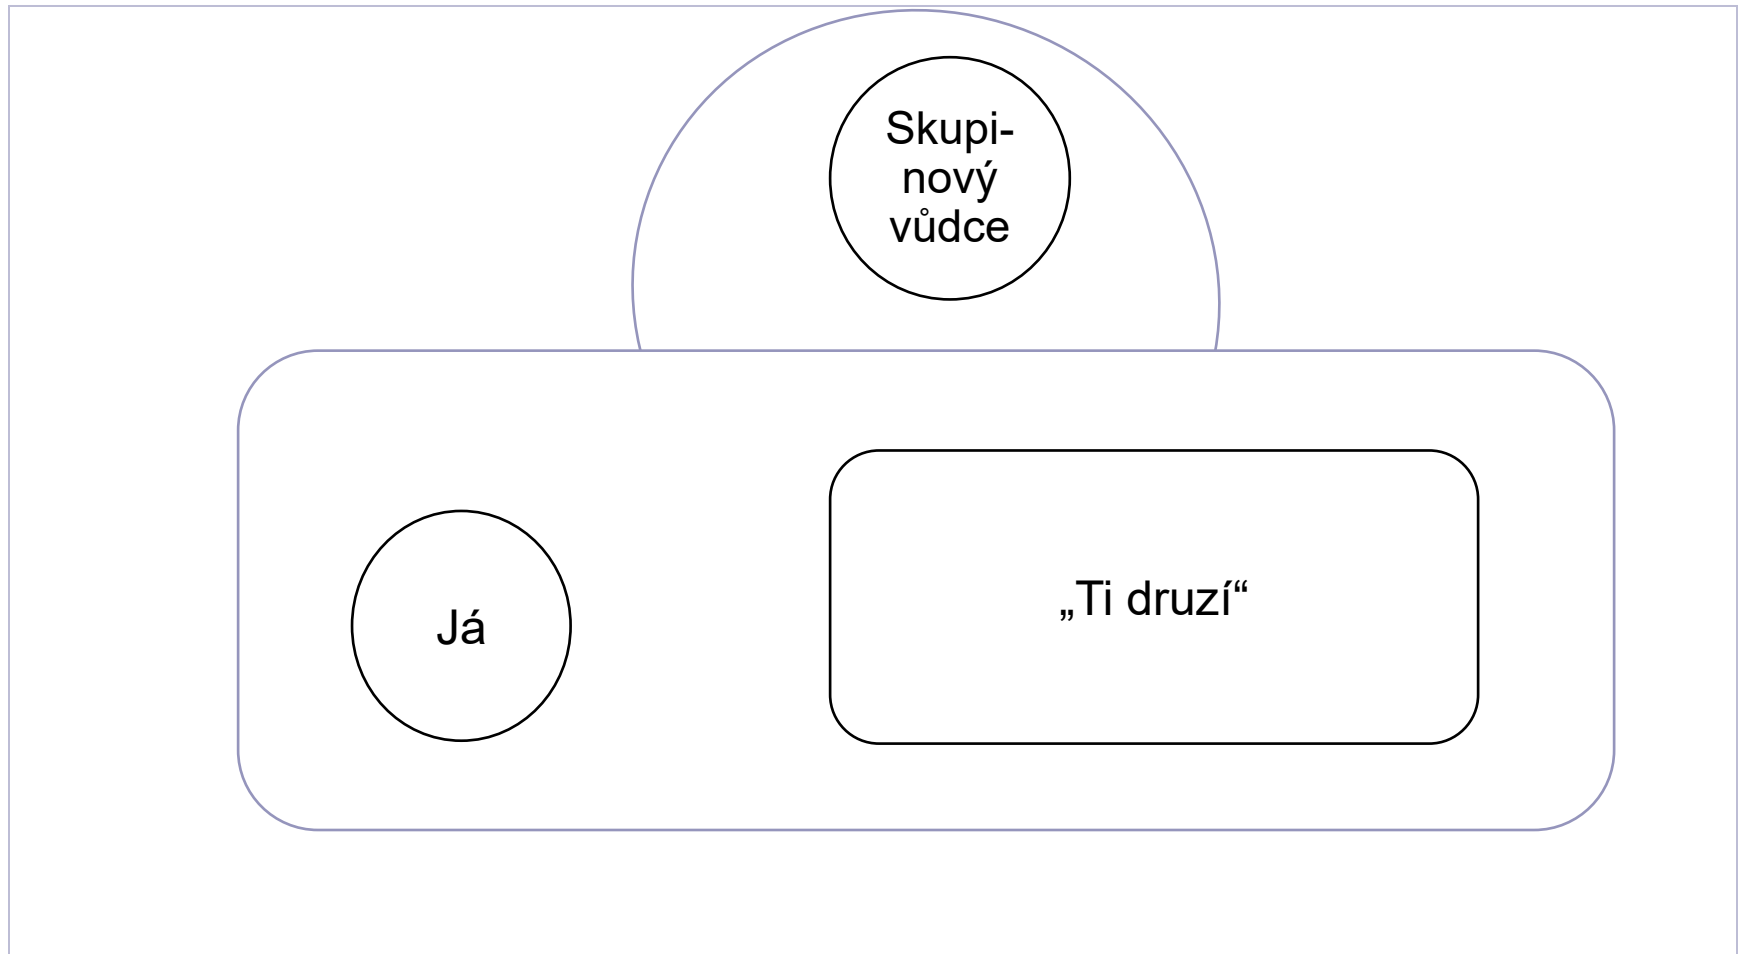 Skupi-
nový
vůdce
„Ti druzí“
Já